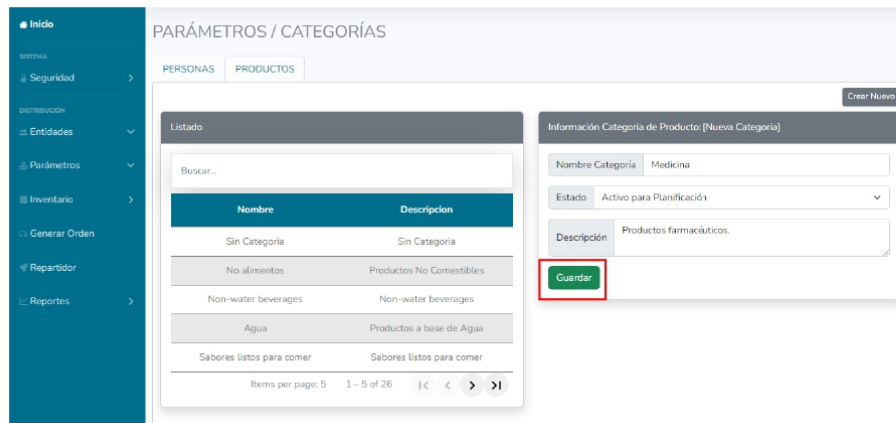 Inicio
SISTEMA
Seguridad
DISTRIBUCIÓN
Entidades
Parámetros
Inventario
Generar Orden
Repartidor
Reportes
PARÁMETROS / CATEGORÍAS
PERSONAS PRODUCTOS
Crear Nuevo
Listado
Buscar...
Nombre Descripcion
Sin Categoria Sin Categoria
No alimentos Productos No Comestibles
Non-water beverages Non-water beverages
Agua Productos a base de Agua
Sabores listos para comer Sabores listos para comer
Items per page: 5 1 – 5 of 26
Información Categoria de Producto: [Nueva Categoria]
Nombre Categoría Medicina
Estado Activo para Planificación
Descripción Productos farmacéuticos.
Guardar